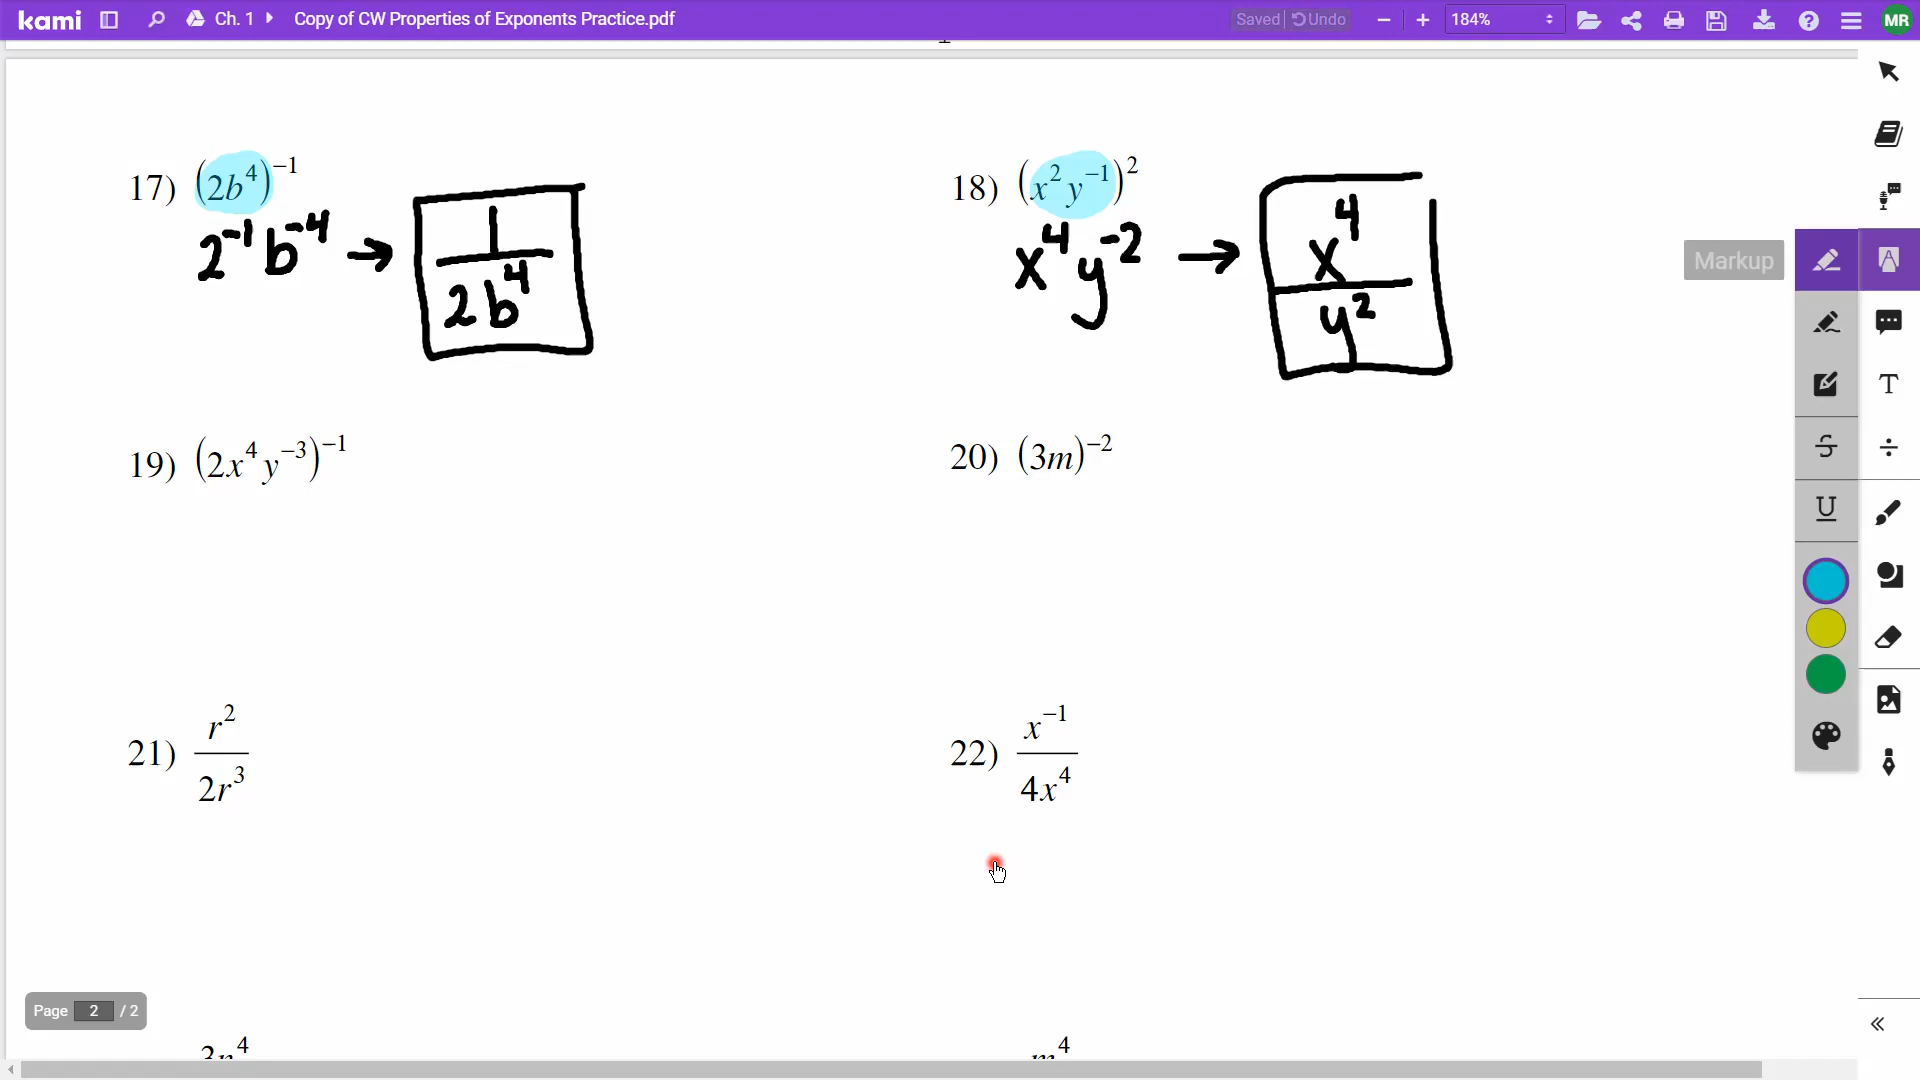 kami Ch. 1 Copy of CW Properties of Exponents Practice.pdf Saved Undo 184% MR
17) (2b⁴)⁻¹
2⁻¹b⁻⁴ → 1/2b⁴
18) (x²y⁻¹)²
x⁴y⁻² → x⁴/y²
Markup
19) (2x⁴y⁻³)⁻¹
20) (3m)⁻²
21) r²/2r³
22) x⁻¹/4x⁴
Page 2 / 2